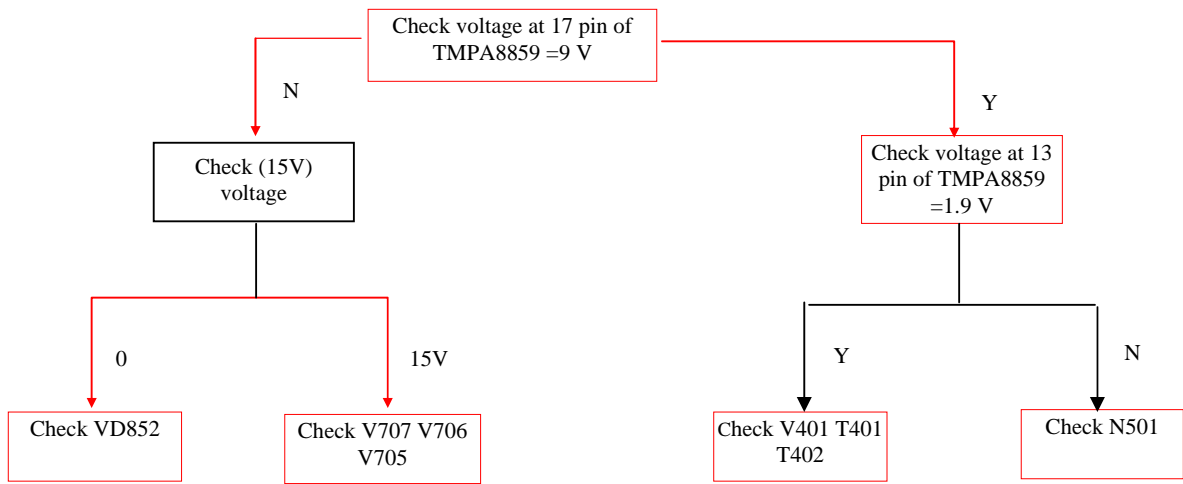 Check voltage at 17 pin of
TMPA8859 =9 V
N
Y
Check (15V)
voltage
Check voltage at 13
pin of TMPA8859
=1.9 V
0
15V
Y
N
Check VD852
Check V707 V706
V705
Check V401 T401
T402
Check N501